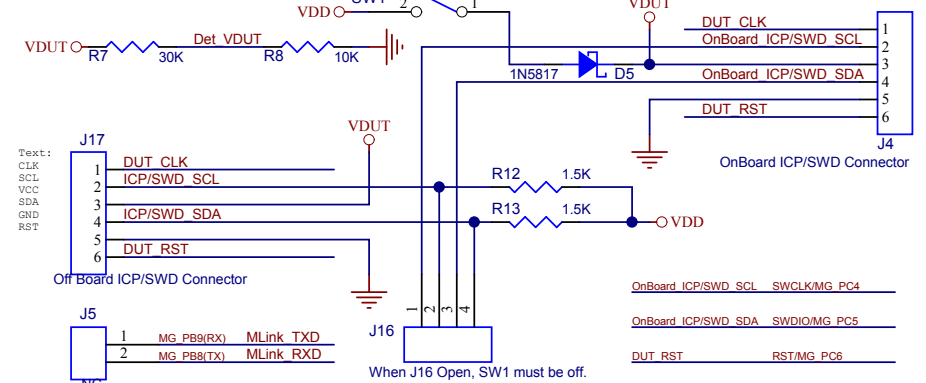 SW1
VDD 2 1
VDUT
DUT_CLK 1
OnBoard_ICP/SWD_SCL 2
3
OnBoard_ICP/SWD_SDA 4
5
DUT_RST 6
J4
OnBoard ICP/SWD Connector
1N5817 D5
VDUT R7 30K Det_VDUT R8 10K
Text:
CLK
SCL
VCC
SDA
GND
RST
J17
VDUT
1 DUT_CLK
2 ICP/SWD_SCL
3
4 ICP/SWD_SDA
5
6 DUT_RST
Off Board ICP/SWD Connector
R12 1.5K
R13 1.5K
VDD
J5
1 MG_PB9(RX) MLink_TXD
2 MG_PB8(TX) MLink_RXD
NC
1
2
3
4
J16
When J16 Open, SW1 must be off.
OnBoard_ICP/SWD_SCL SWCLK/MG_PC4
OnBoard_ICP/SWD_SDA SWDIO/MG_PC5
DUT_RST RST/MG_PC6